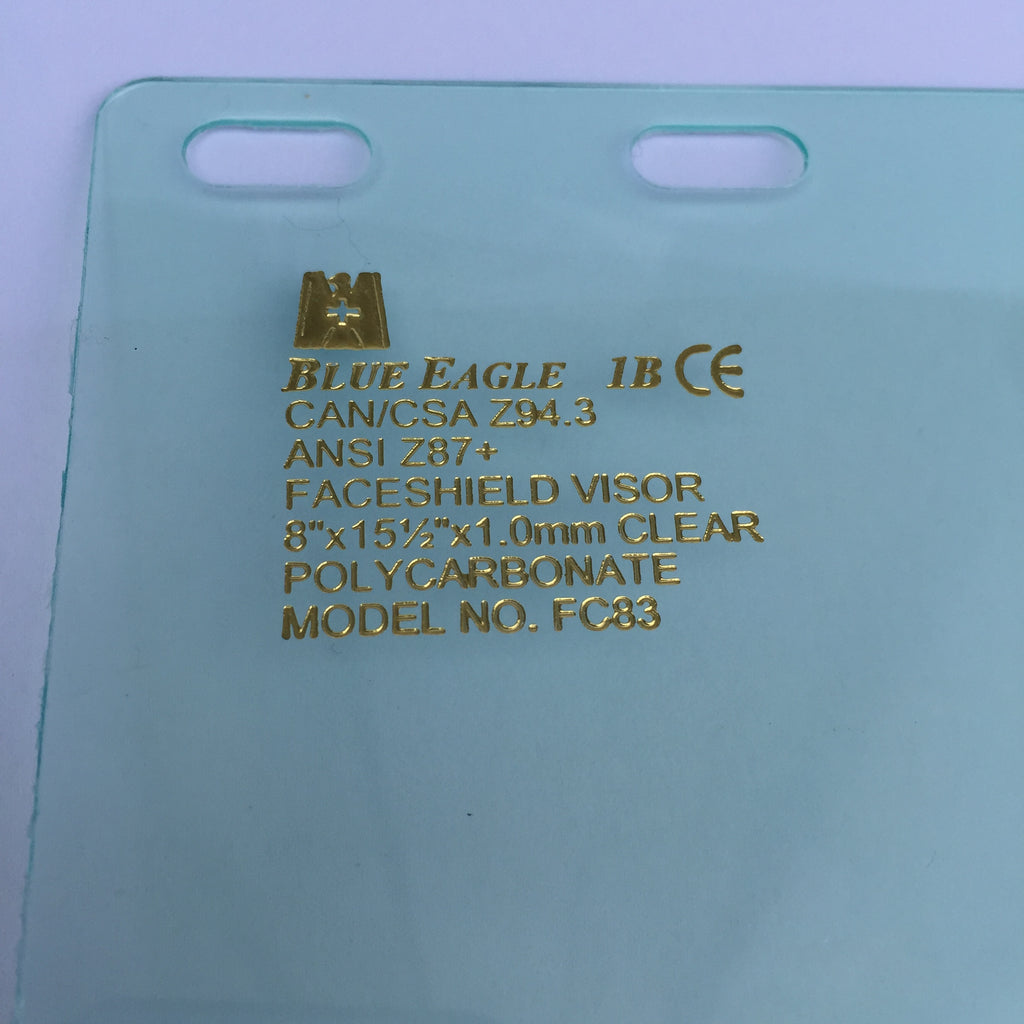 BLUE EAGLE 1B CE
CAN/CSA Z94.3
ANSI Z87+
FACESHIELD VISOR
8"x15½"x1.0mm CLEAR
POLYCARBONATE
MODEL NO. FC83